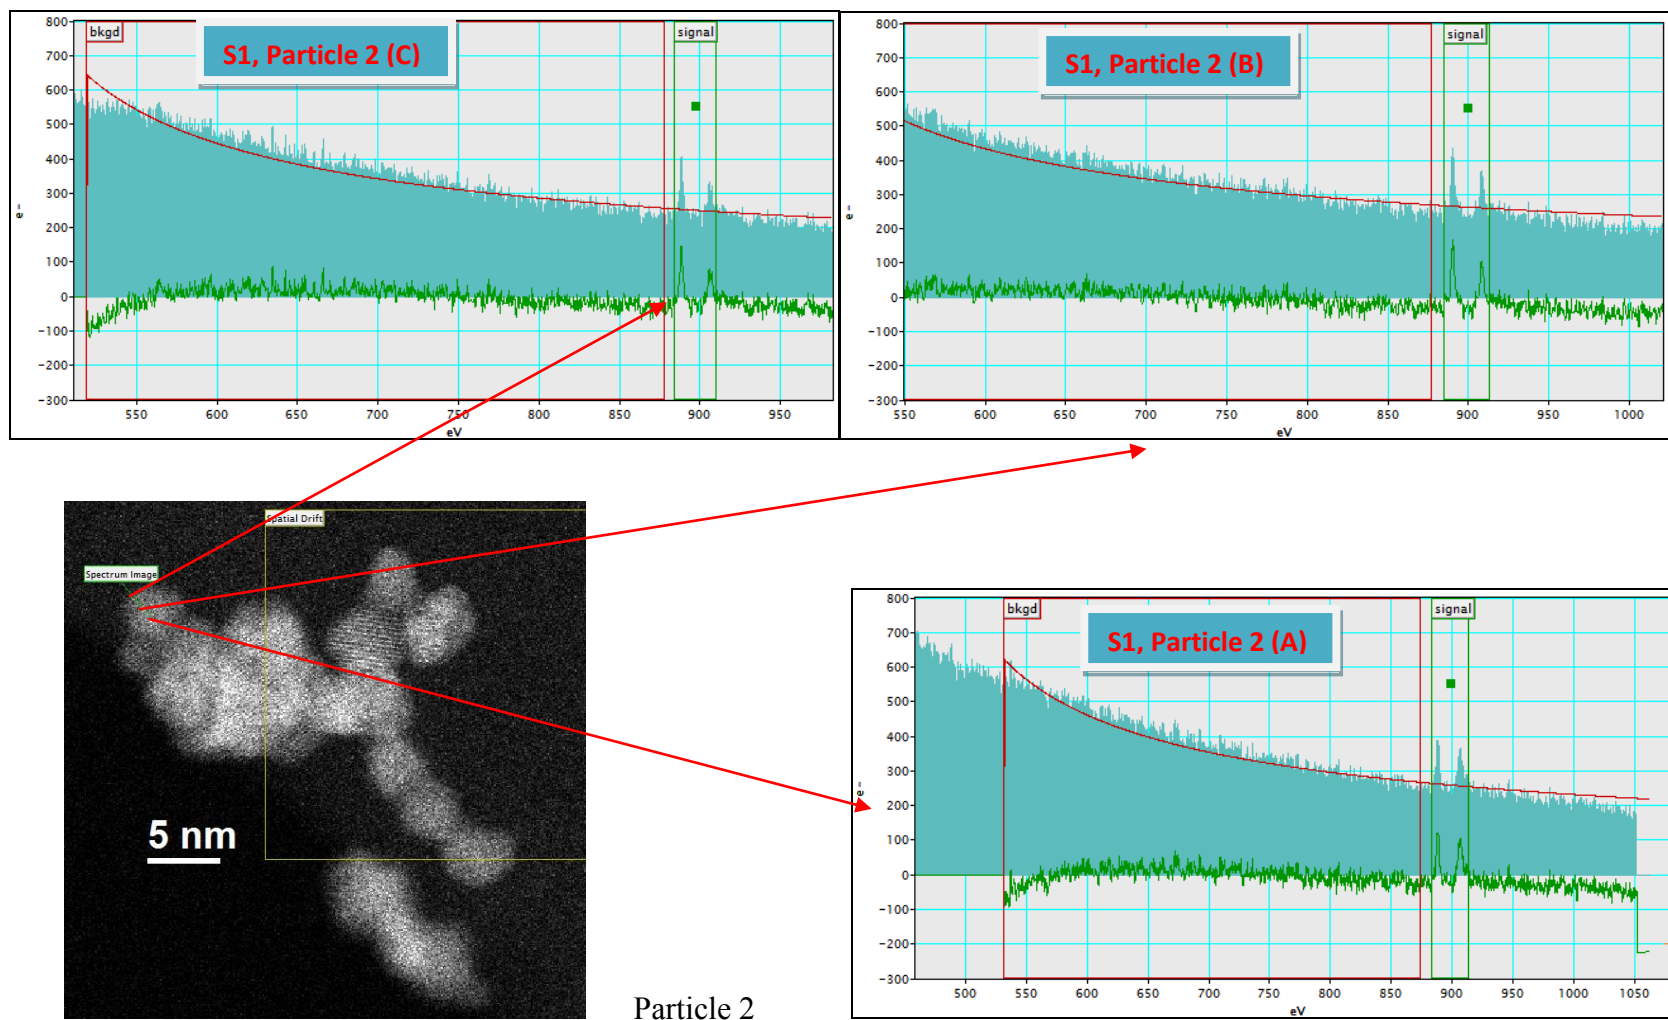 800
700
600
500
400
300
200
100
0
-100
-200
-300
e-
bkgd
S1, Particle 2 (C)
signal
550 600 650 700 750 800 850 900 950
eV
800
700
600
500
400
300
200
100
0
-100
-200
-300
e-
S1, Particle 2 (B)
signal
550 600 650 700 750 800 850 900 950 1000
eV
Spatial Drift
Spectrum Image
5 nm
800
700
600
500
400
300
200
100
0
-100
-200
-300
e-
bkgd
S1, Particle 2 (A)
signal
500 550 600 650 700 750 800 850 900 950 1000 1050
eV
Particle 2